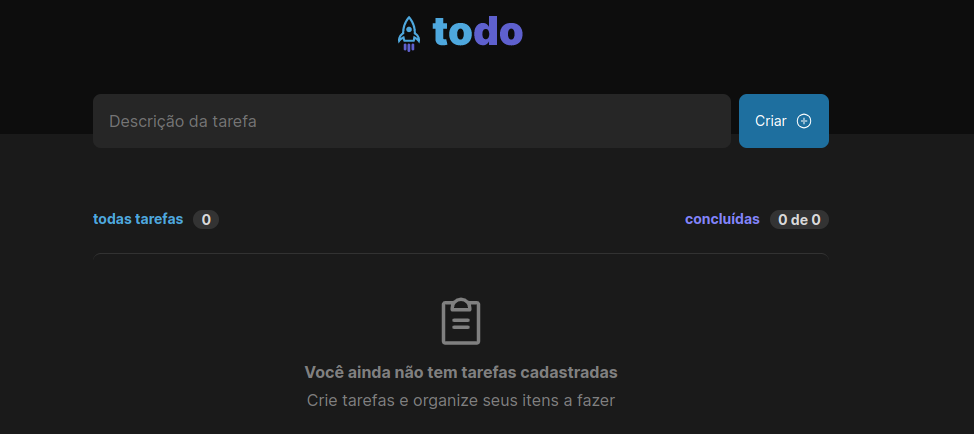 todo
Descrição da tarefa
Criar
todas tarefas 0
concluídas 0 de 0
Você ainda não tem tarefas cadastradas
Crie tarefas e organize seus itens a fazer